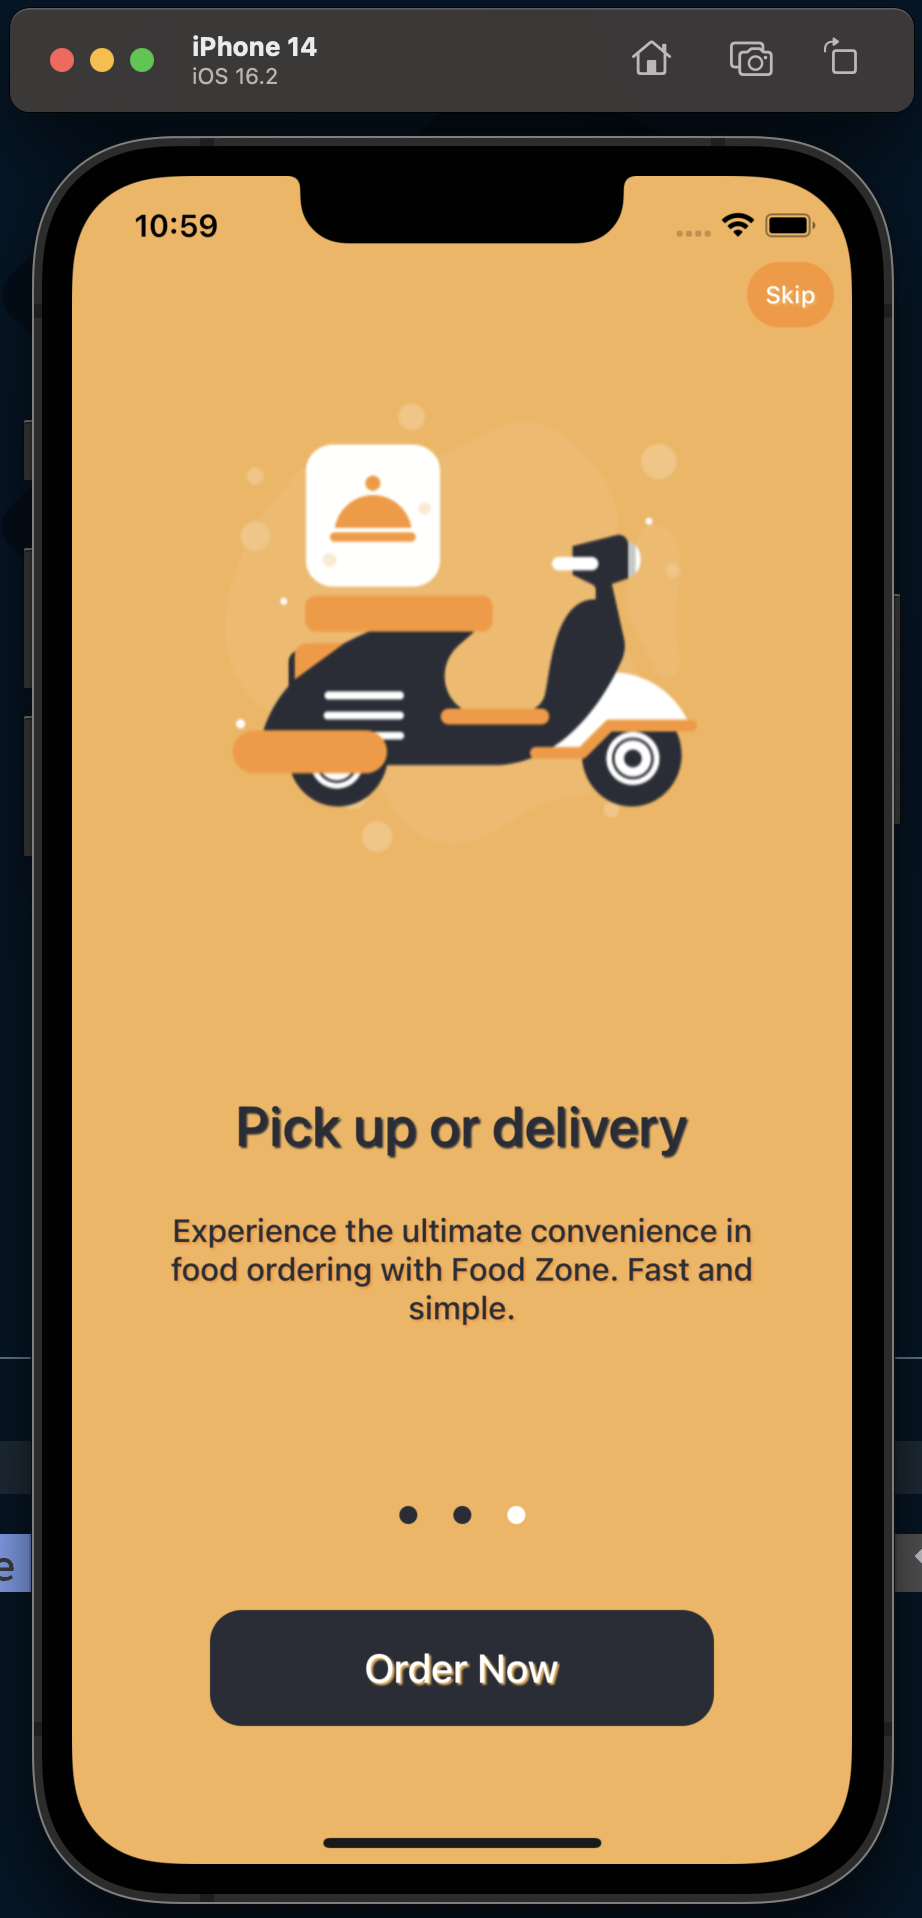 iPhone 14
iOS 16.2
10:59
Skip
Pick up or delivery
Experience the ultimate convenience in
food ordering with Food Zone. Fast and
simple.
e
Order Now